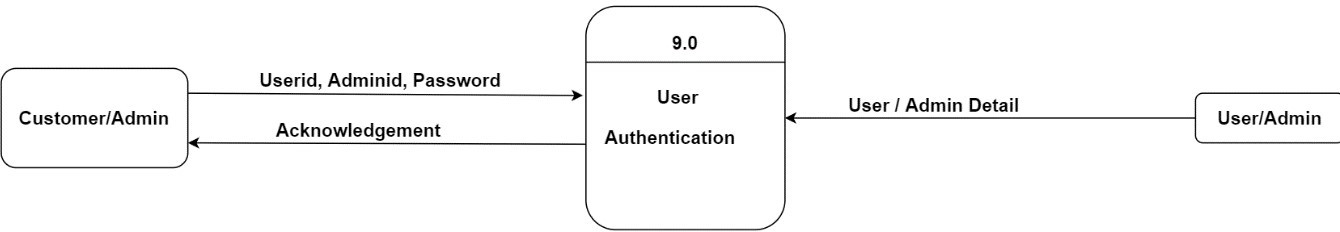 9.0
Userid, Adminid, Password
Customer/Admin
Acknowledgement
User
Authentication
User / Admin Detail
User/Admin